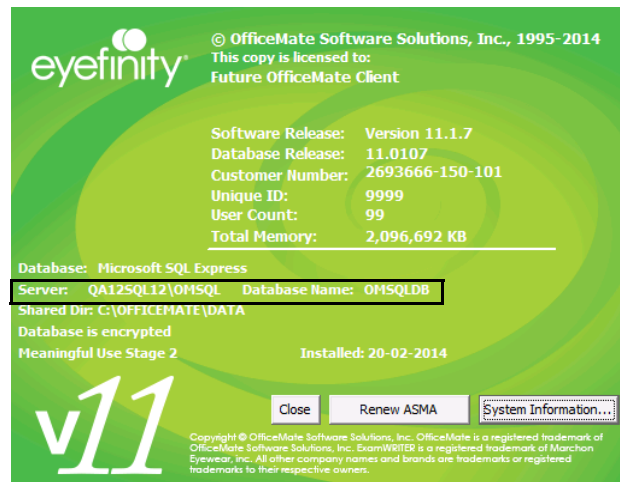 eyefinity
© OfficeMate Software Solutions, Inc., 1995-2014
This copy is licensed to:
Future OfficeMate Client
Software Release: Version 11.1.7
Database Release: 11.0107
Customer Number: 2693666-150-101
Unique ID: 9999
User Count: 99
Total Memory: 2,096,692 KB
Database: Microsoft SQL Express
Server: QA12SQL12\OMSQL Database Name: OMSQLDB
Shared Dir: C:\OFFICEMATE\DATA
Database is encrypted
Meaningful Use Stage 2 Installed: 20-02-2014
v11
Close Renew ASMA System Information...
Copyright © OfficeMate Software Solutions, Inc. OfficeMate is a registered trademark of
OfficeMate Software Solutions, Inc. ExamWRITER is a registered trademark of Marchon
Eyewear, inc. All other company names and brands are trademarks or registered
trademarks to their respective owners.